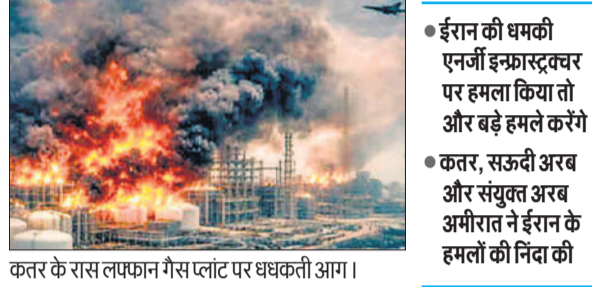 कतर के रास लफ्फान गैस प्लांट पर धधकती आग।
ईरान की धमकी
एनर्जी इन्फ्रास्ट्रक्चर
पर हमला किया तो
और बड़े हमले करेंगे
कतर, सऊदी अरब
और संयुक्त अरब
अमीरात ने ईरान के
हमलों की निंदा की